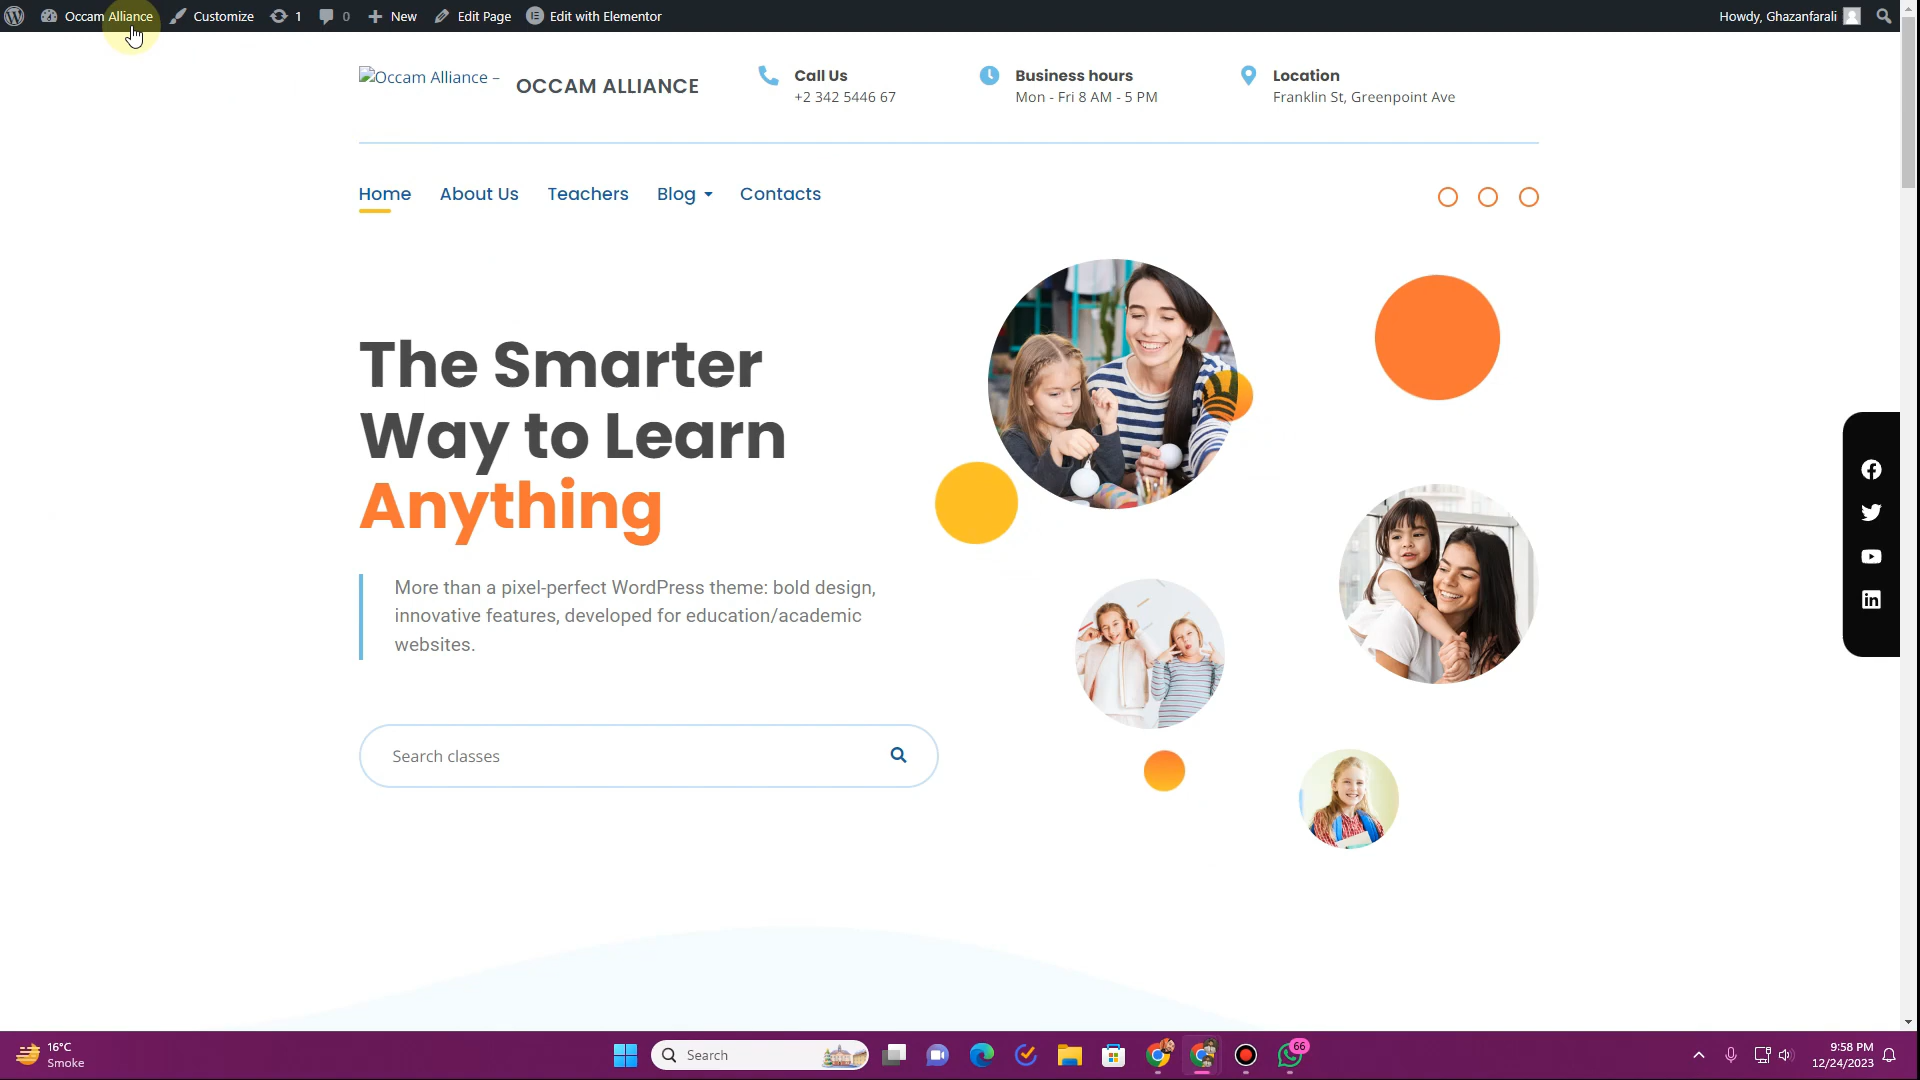 Occam Alliance Customize 1 0 New Edit Page Edit with Elementor Howdy, Ghazanfarali
Occam Alliance – OCCAM ALLIANCE
Call Us
+2 342 5446 67
Business hours
Mon - Fri 8 AM - 5 PM
Location
Franklin St, Greenpoint Ave
Home About Us Teachers Blog Contacts
The Smarter
Way to Learn
Anything
More than a pixel-perfect WordPress theme: bold design,
innovative features, developed for education/academic
websites.
Search classes
16°C
Smoke
Search
66
9:58 PM
12/24/2023